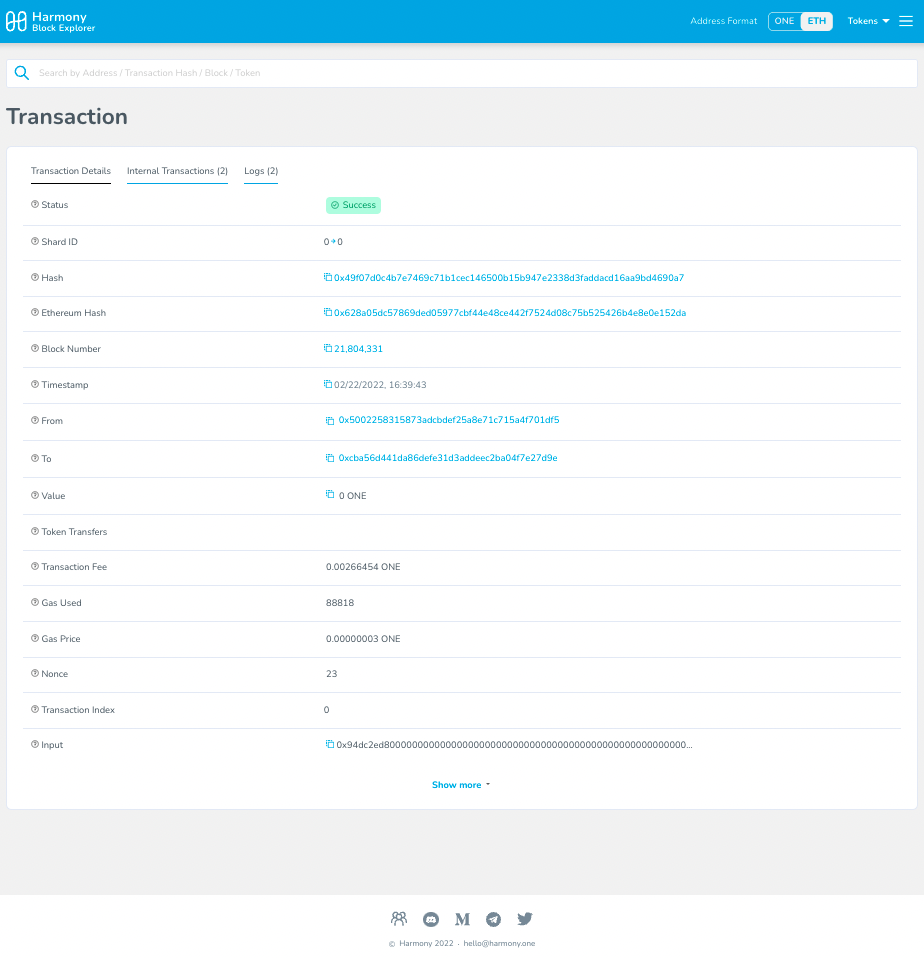 Harmony
Block Explorer
Address Format ONE ETH Tokens
Search by Address / Transaction Hash / Block / Token
Transaction
Transaction Details Internal Transactions (2) Logs (2)
Status Success
Shard ID 0 0
Hash 0x49f07d0c4b7e7469c71b1cec146500b15b947e2338d3faddacd16aa9bd4690a7
Ethereum Hash 0x628a05dc57869ded05977cbf44e48ce442f7524d08c75b525426b4e8e0e152da
Block Number 21,804,331
Timestamp 02/22/2022, 16:39:43
From 0x5002258315873adcbdef25a8e71c715a4f701df5
To 0xcba56d441da86defe31d3addeec2ba04f7e27d9e
Value 0 ONE
Token Transfers
Transaction Fee 0.00266454 ONE
Gas Used 88818
Gas Price 0.00000003 ONE
Nonce 23
Transaction Index 0
Input 0x94dc2ed8000000000000000000000000000000000000000000000000000000...
Show more
© Harmony 2022 · hello@harmony.one